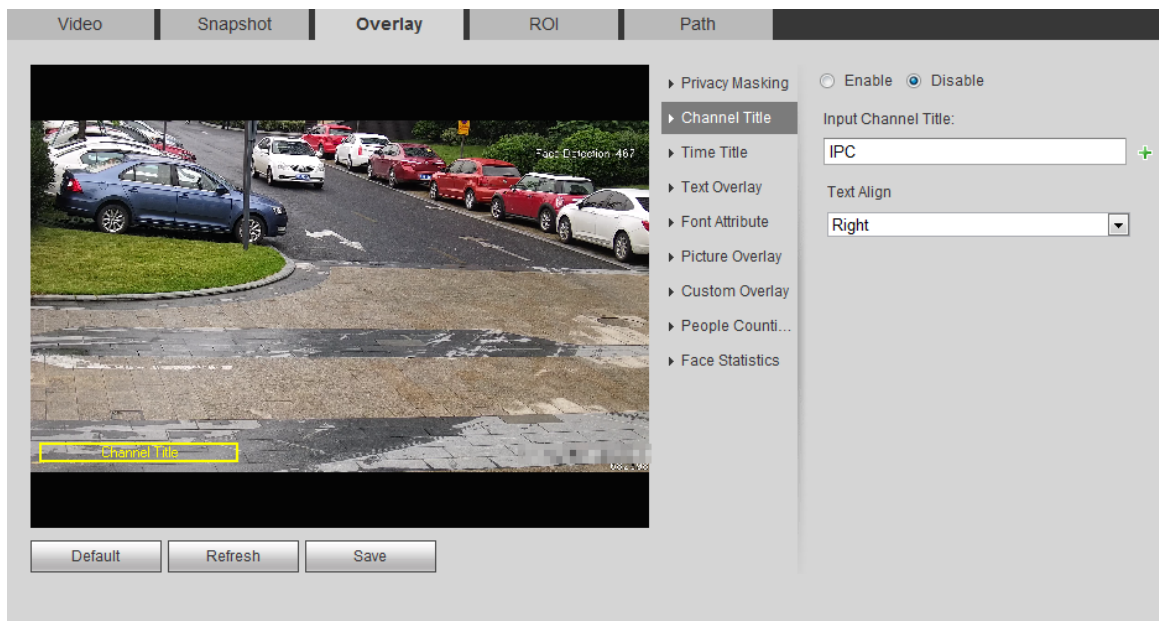 Video Snapshot Overlay ROI Path
Privacy Masking
Channel Title
Time Title
Text Overlay
Font Attribute
Picture Overlay
Custom Overlay
People Counti...
Face Statistics
Enable Disable
Input Channel Title:
IPC
Text Align
Right
Face Detection 467
Channel Title
Default Refresh Save